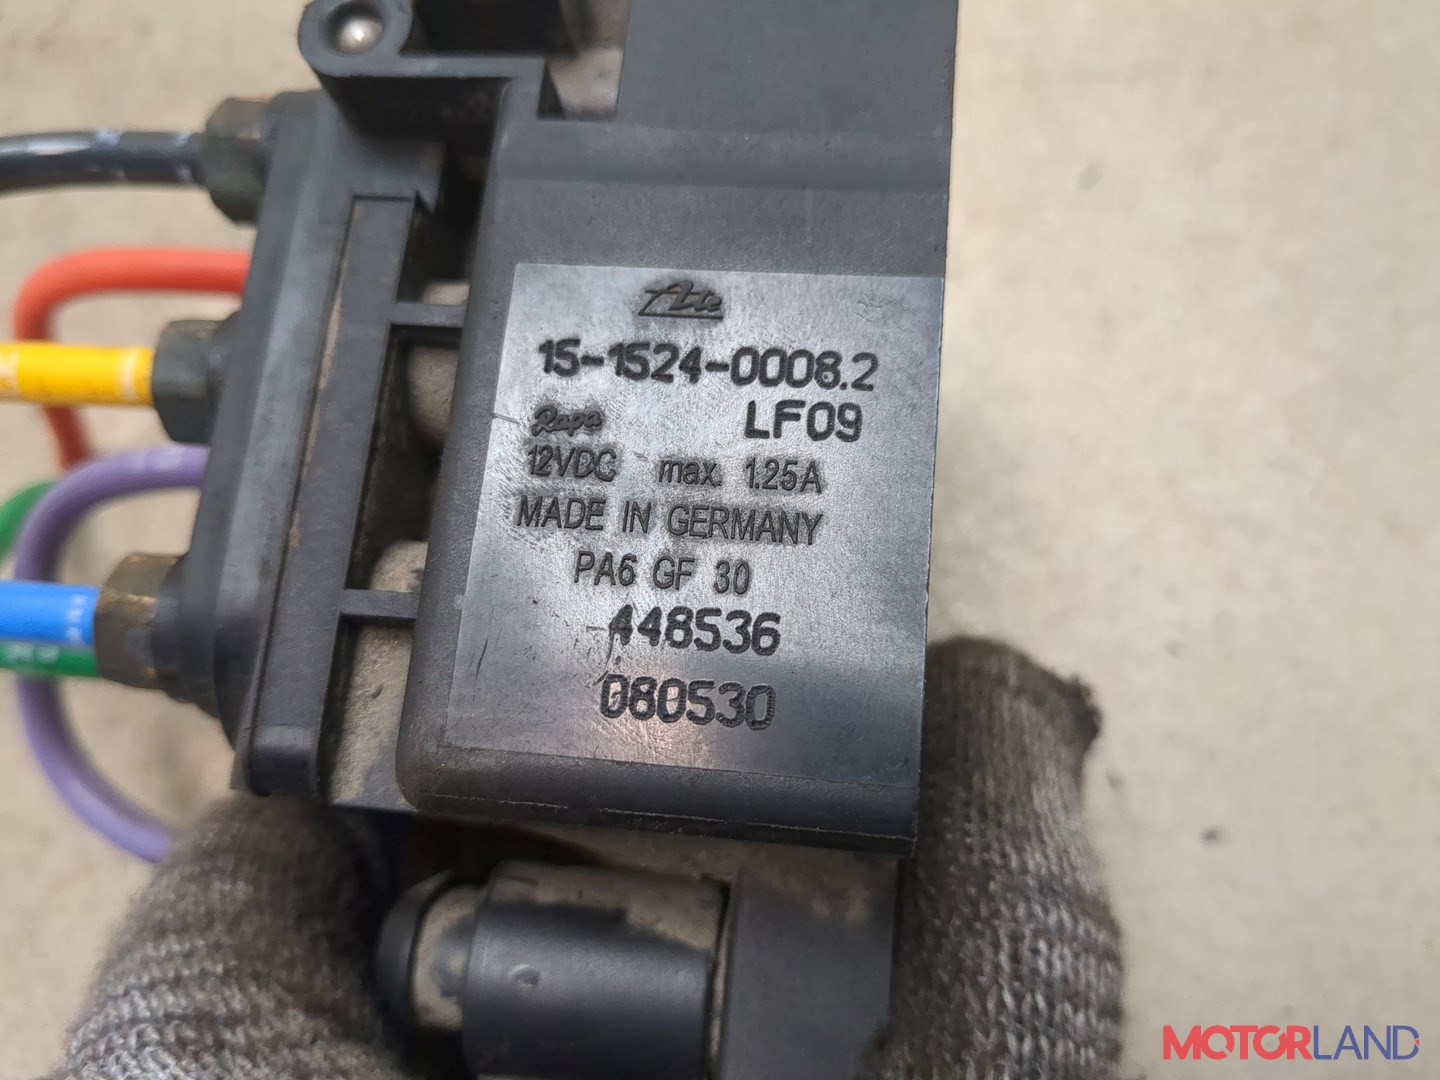 Ate
15-1524-0008.2
Rapa LF09
12VDC max. 1.25A
MADE IN GERMANY
PA6 GF 30
448536
080530
MOTORLAND